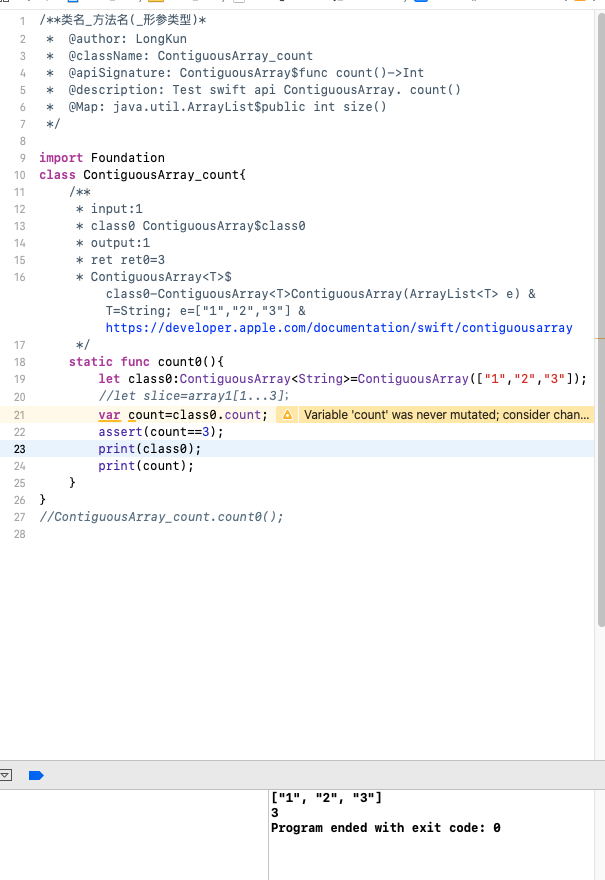 1 /**类名_方法名(_形参类型)*
2  *  @author: LongKun
3  *  @className: ContiguousArray_count
4  *  @apiSignature: ContiguousArray$func count()->Int
5  *  @description: Test swift api ContiguousArray. count()
6  *  @Map: java.util.ArrayList$public int size()
7  */
8
9 import Foundation
10 class ContiguousArray_count{
11     /**
12      * input:1
13      * class0 ContiguousArray$class0
14      * output:1
15      * ret ret0=3
16      * ContiguousArray<T>$
class0-ContiguousArray<T>ContiguousArray(ArrayList<T> e) &
T=String; e=["1","2","3"] &
https://developer.apple.com/documentation/swift/contiguousarray
17      */
18     static func count0(){
19         let class0:ContiguousArray<String>=ContiguousArray(["1","2","3"]);
20         //let slice=array1[1...3];
21         var count=class0.count; Variable 'count' was never mutated; consider chan...
22         assert(count==3);
23         print(class0);
24         print(count);
25     }
26 }
27 //ContiguousArray_count.count0();
28
["1", "2", "3"]
3
Program ended with exit code: 0